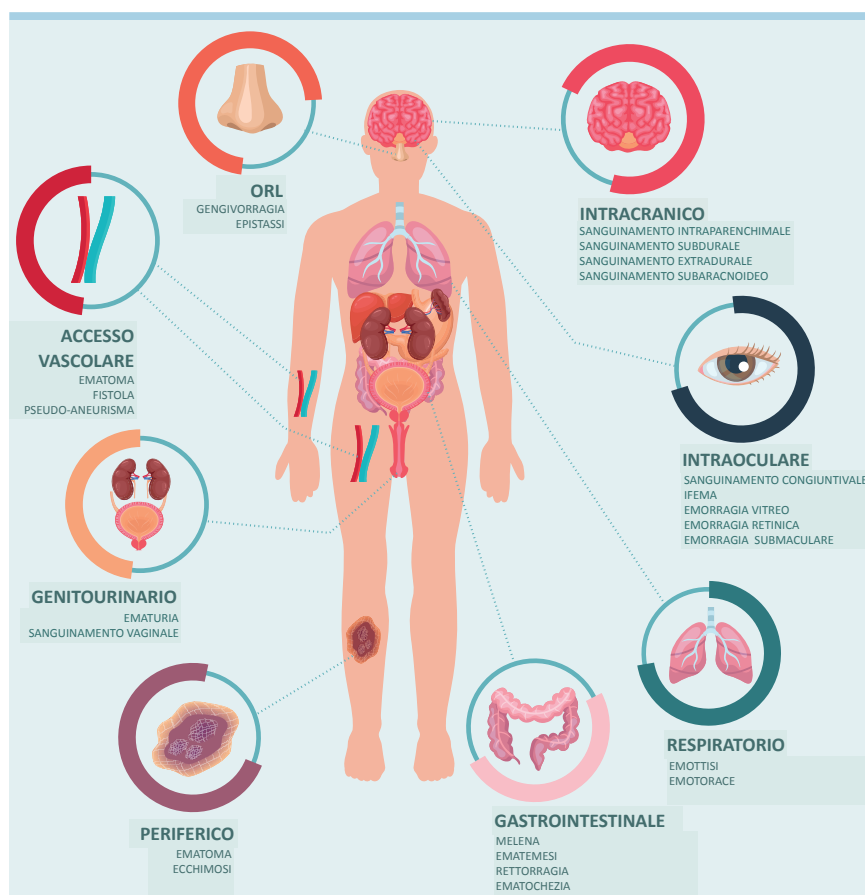 ORL
GENGIVORRAGIA
EPISTASSI
INTRACRANICO
SANGUINAMENTO INTRAPARENCHIMALE
SANGUINAMENTO SUBDURALE
SANGUINAMENTO EXTRADURALE
SANGUINAMENTO SUBARACNOIDEO
ACCESSO
VASCOLARE
EMATOMA
FISTOLA
PSEUDO-ANEURISMA
INTRAOCULARE
SANGUINAMENTO CONGIUNTIVALE
IFEMA
EMORRAGIA VITREO
EMORRAGIA RETINICA
EMORRAGIA SUBMACULARE
GENITOURINARIO
EMATURIA
SANGUINAMENTO VAGINALE
RESPIRATORIO
EMOTTISI
EMOTORACE
PERIFERICO
EMATOMA
ECCHIMOSI
GASTROINTESTINALE
MELENA
EMATEMESI
RETTORRAGIA
EMATOCHEZIA